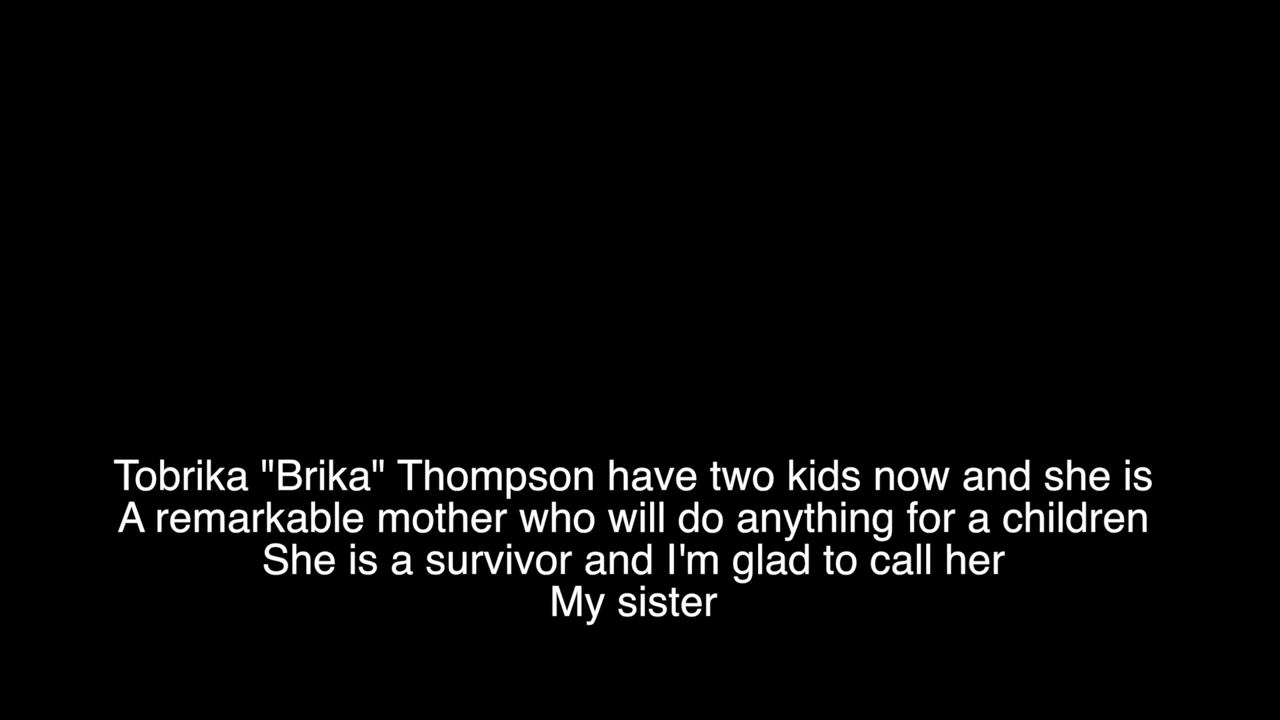 Tobrika "Brika" Thompson have two kids now and she is
A remarkable mother who will do anything for a children
She is a survivor and I'm glad to call her
My sister